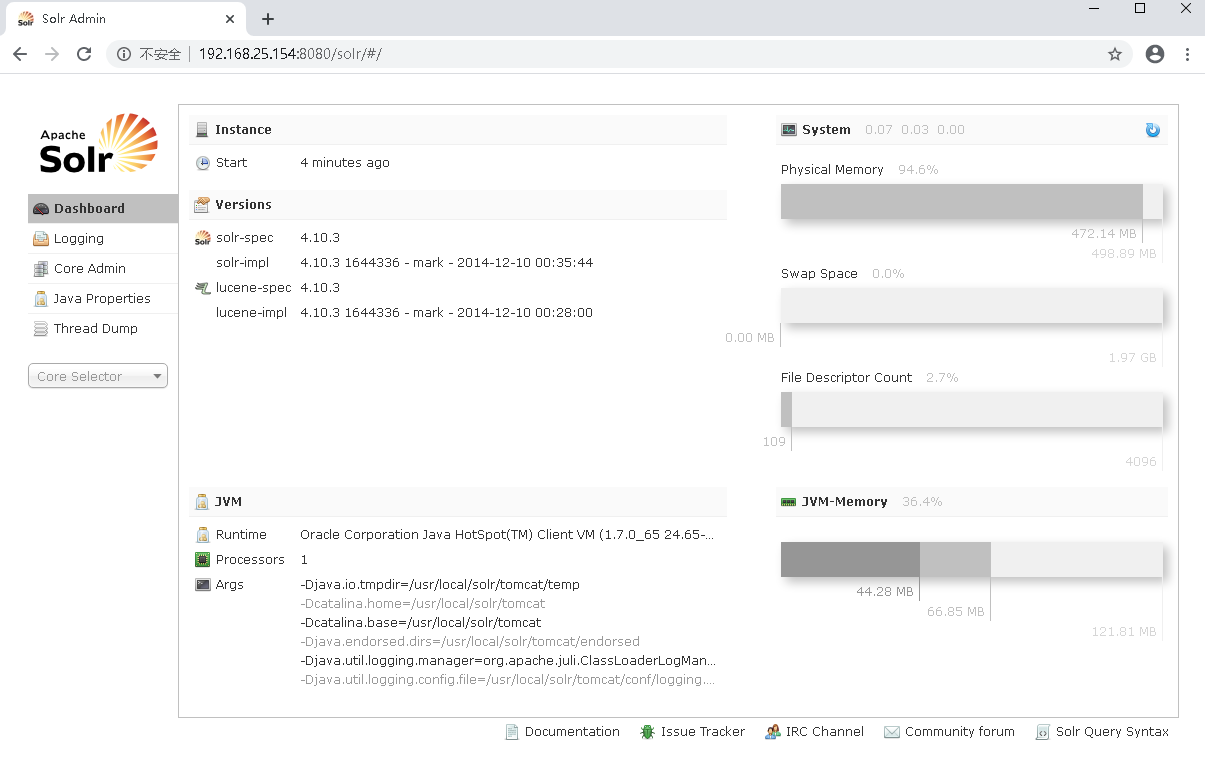 Solr Admin
不安全 192.168.25.154:8080/solr/#/
Apache
Solr
Dashboard
Logging
Core Admin
Java Properties
Thread Dump
Core Selector
Instance
Start 4 minutes ago
Versions
solr-spec 4.10.3
solr-impl 4.10.3 1644336 - mark - 2014-12-10 00:35:44
lucene-spec 4.10.3
lucene-impl 4.10.3 1644336 - mark - 2014-12-10 00:28:00
JVM
Runtime Oracle Corporation Java HotSpot(TM) Client VM (1.7.0_65 24.65-...
Processors 1
Args -Djava.io.tmpdir=/usr/local/solr/tomcat/temp
-Dcatalina.home=/usr/local/solr/tomcat
-Dcatalina.base=/usr/local/solr/tomcat
-Djava.endorsed.dirs=/usr/local/solr/tomcat/endorsed
-Djava.util.logging.manager=org.apache.juli.ClassLoaderLogMan...
-Djava.util.logging.config.file=/usr/local/solr/tomcat/conf/logging....
System 0.07 0.03 0.00
Physical Memory 94.6%
472.14 MB
498.89 MB
Swap Space 0.0%
0.00 MB
1.97 GB
File Descriptor Count 2.7%
109
4096
JVM-Memory 36.4%
44.28 MB
66.85 MB
121.81 MB
Documentation Issue Tracker IRC Channel Community forum Solr Query Syntax